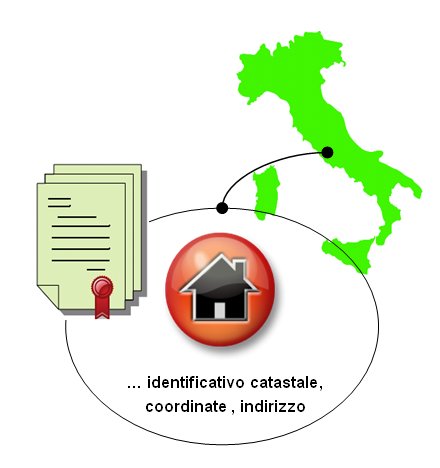 ... identificativo catastale,
coordinate , indirizzo